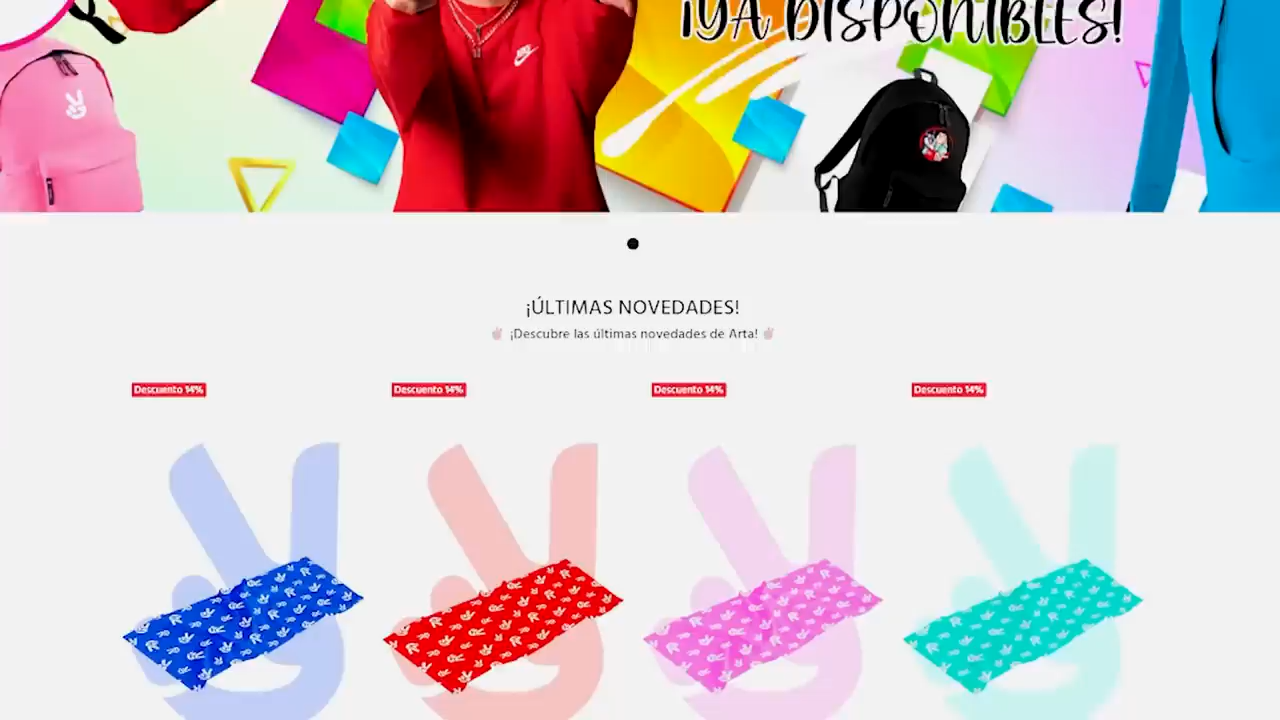 ¡YA DISPONIBLES!
¡ÚLTIMAS NOVEDADES!
✌ ¡Descubre las últimas novedades de Arta! ✌
Descuento 14%
Descuento 14%
Descuento 14%
Descuento 14%